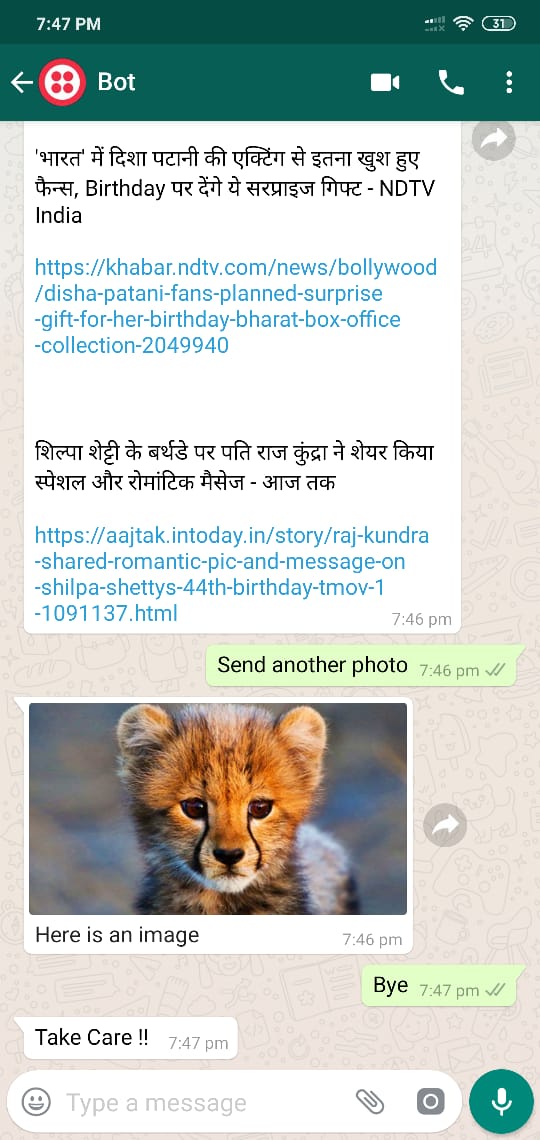 7:47 PM
31
Bot
'भारत' में दिशा पटानी की एक्टिंग से इतना खुश हुए
फैन्स, Birthday पर देंगे ये सरप्राइज गिफ्ट - NDTV
India
https://khabar.ndtv.com/news/bollywood
/disha-patani-fans-planned-surprise
-gift-for-her-birthday-bharat-box-office
-collection-2049940
शिल्पा शेट्टी के बर्थडे पर पति राज कुंद्रा ने शेयर किया
स्पेशल और रोमांटिक मैसेज - आज तक
https://aajtak.intoday.in/story/raj-kundra
-shared-romantic-pic-and-message-on
-shilpa-shettys-44th-birthday-tmov-1
-1091137.html
7:46 pm
Send another photo 7:46 pm
Here is an image 7:46 pm
Bye 7:47 pm
Take Care !! 7:47 pm
Type a message